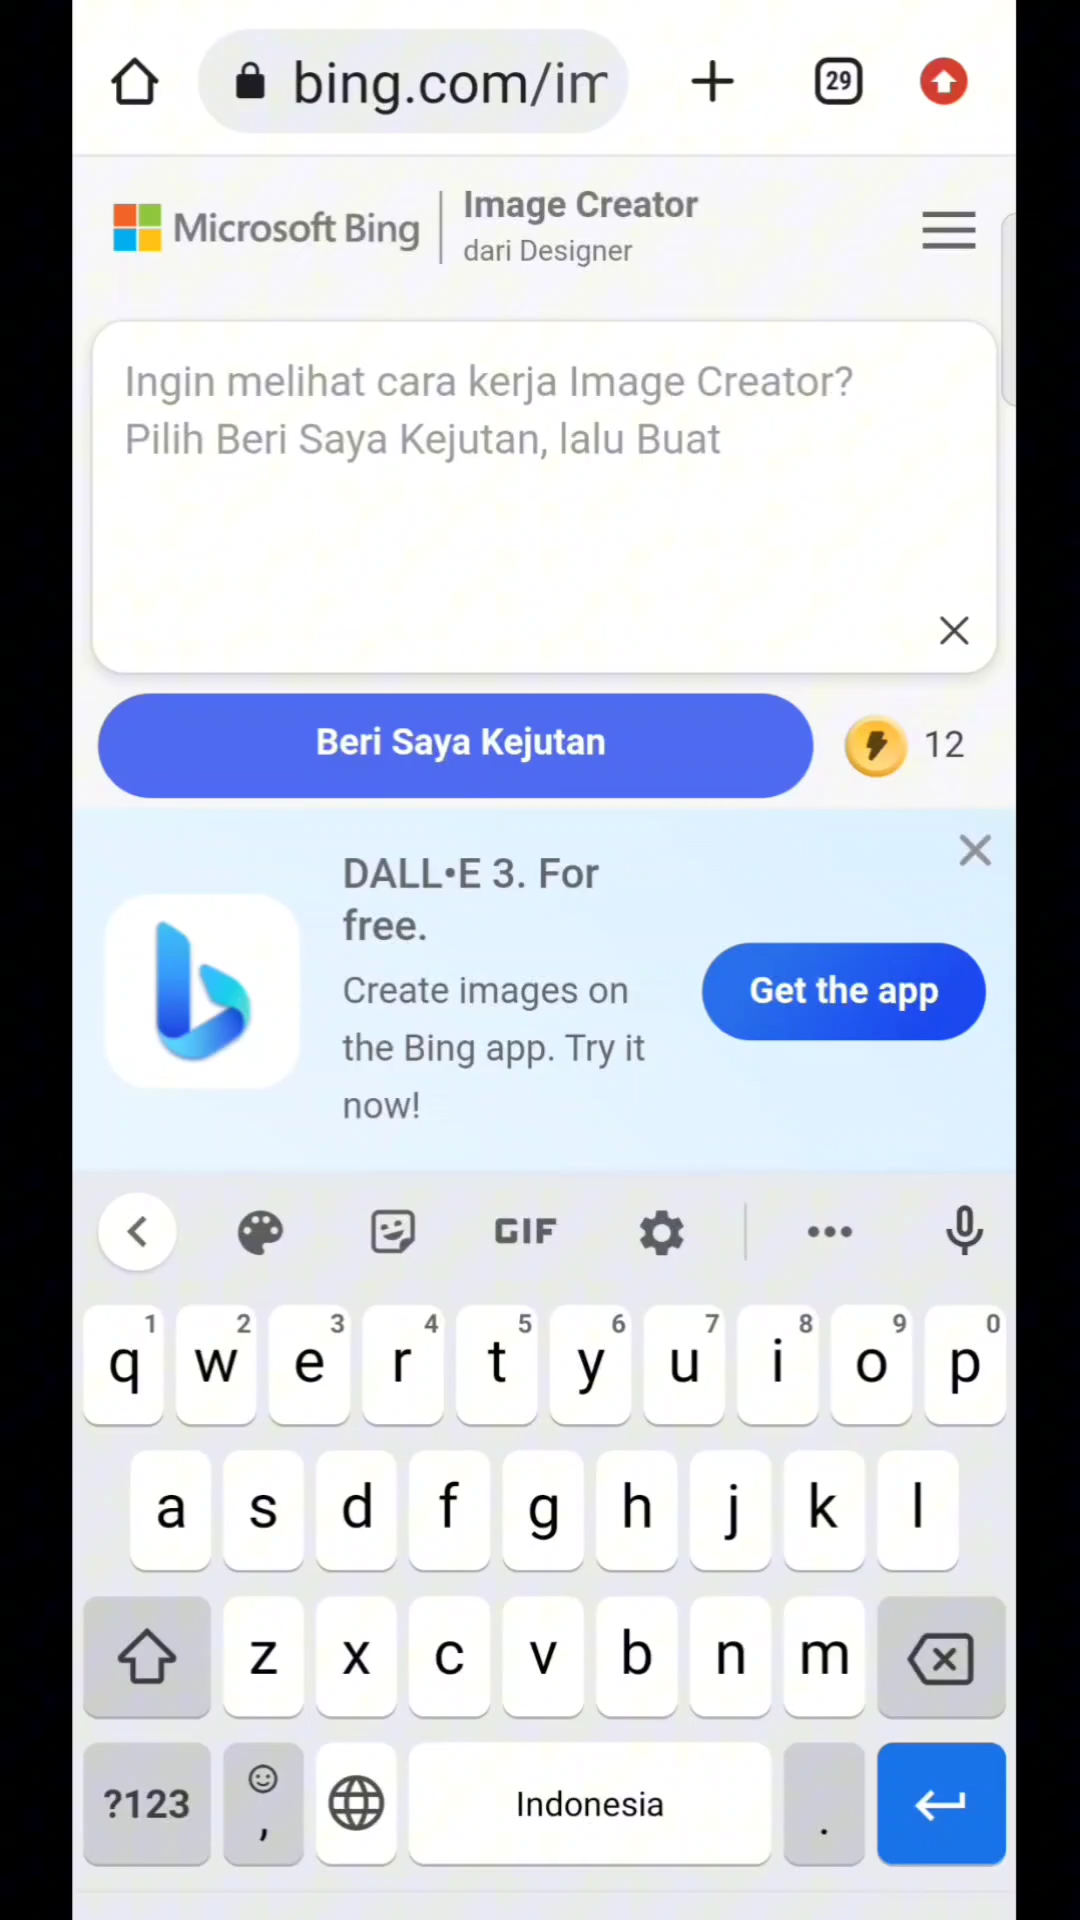 bing.com/im
29
Microsoft Bing
Image Creator
dari Designer
Ingin melihat cara kerja Image Creator?
Pilih Beri Saya Kejutan, lalu Buat
Beri Saya Kejutan
12
DALL•E 3. For
free.
Create images on
the Bing app. Try it
now!
Get the app
GIF
1 2 3 4 5 6 7 8 9 0
q w e r t y u i o p
a s d f g h j k l
z x c v b n m
?123 , Indonesia .